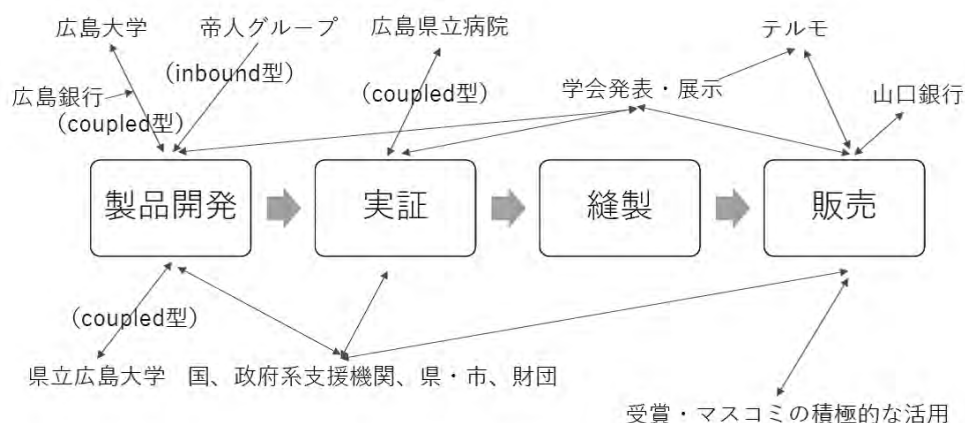 広島大学 帝人グループ 広島県立病院 テルモ
(inbound型)
広島銀行 (coupled型) 学会発表・展示 山口銀行
(coupled型)
製品開発 実証 縫製 販売
(coupled型)
県立広島大学 国、政府系支援機関、県・市、財団
受賞・マスコミの積極的な活用